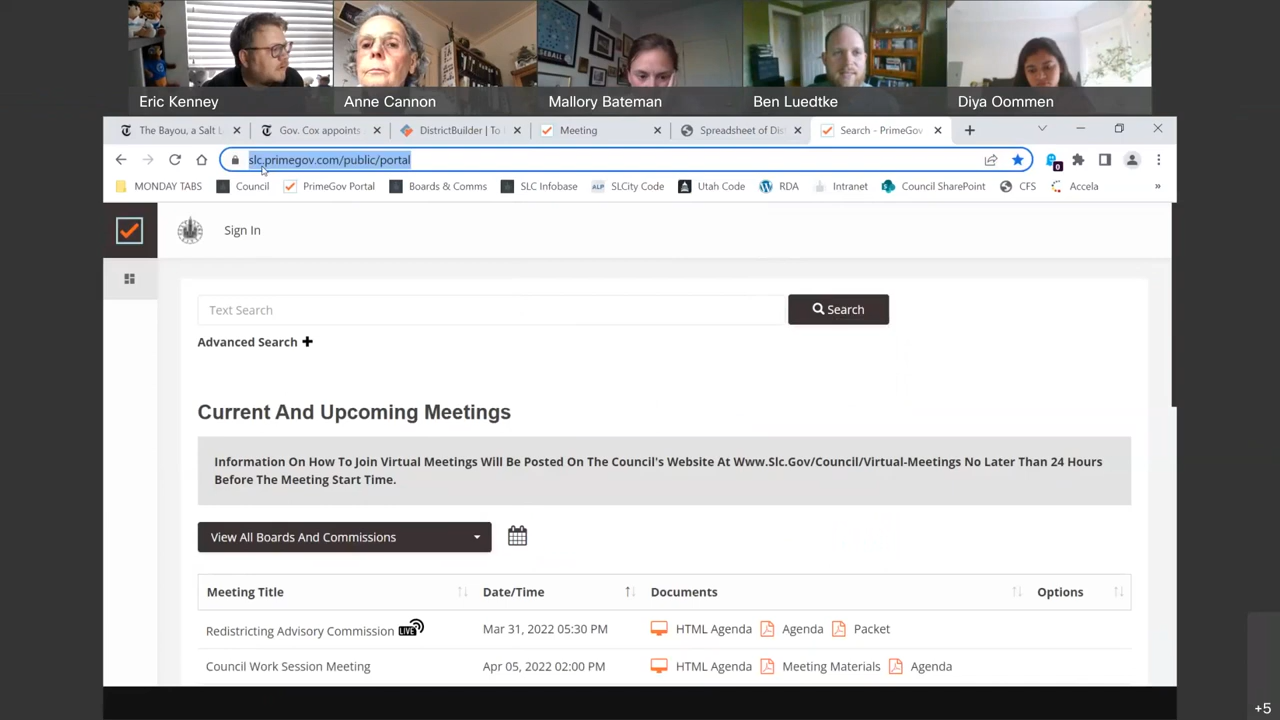 Eric Kenney
Anne Cannon
Mallory Bateman
Ben Luedtke
Diya Oommen
The Bayou, a Salt L
Gov. Cox appoints
DistrictBuilder | To
Meeting
Spreadsheet of Dis
Search - PrimeGov
slc.primegov.com/public/portal
0
MONDAY TABS
Council
PrimeGov Portal
Boards & Comms
SLC Infobase
ALP
SLCity Code
Utah Code
RDA
Intranet
Council SharePoint
CFS
Accela
»
Sign In
Text Search
Search
Advanced Search +
Current And Upcoming Meetings
Information On How To Join Virtual Meetings Will Be Posted On The Council's Website At Www.Slc.Gov/Council/Virtual-Meetings No Later Than 24 Hours
Before The Meeting Start Time.
View All Boards And Commissions
Meeting Title Date/Time Documents Options
Redistricting Advisory Commission LIVE Mar 31, 2022 05:30 PM HTML Agenda Agenda Packet
Council Work Session Meeting Apr 05, 2022 02:00 PM HTML Agenda Meeting Materials Agenda
+5